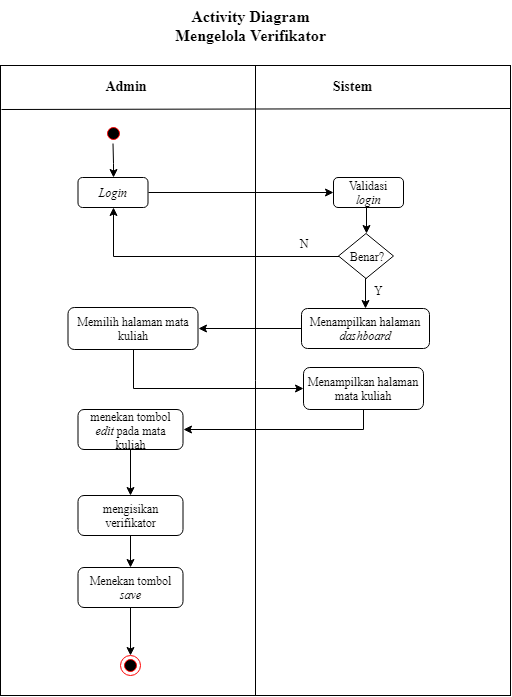 Activity Diagram
Mengelola Verifikator
Admin
Sistem
Login
Validasi
login
Benar?
N
Y
Menampilkan halaman
dashboard
Memilih halaman mata
kuliah
Menampilkan halaman
mata kuliah
menekan tombol
edit pada mata
kuliah
mengisikan
verifikator
Menekan tombol
save